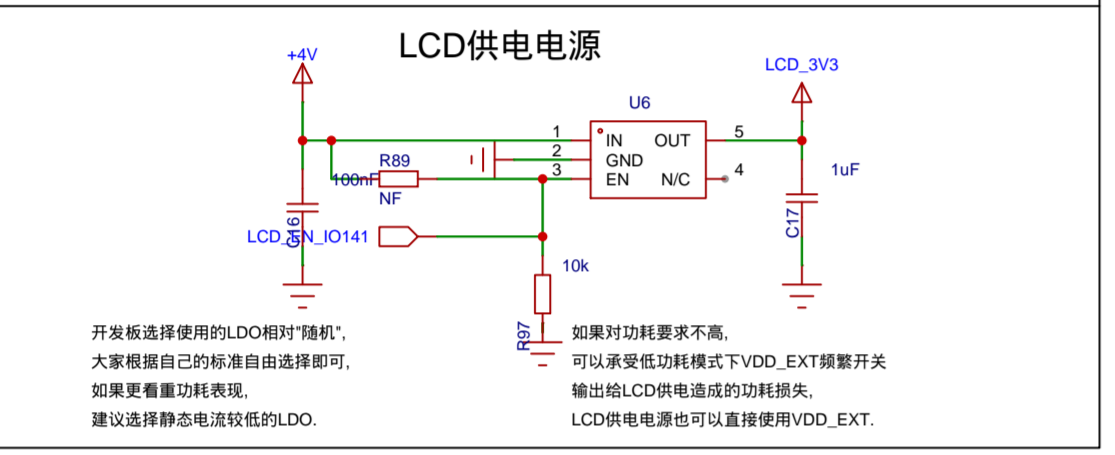 LCD供电电源
+4V
LCD_3V3
U6
1
IN
OUT
5
2
GND
3
EN
N/C
4
R89
100nF
NF
1uF
C16
LCD_EN_IO141
C17
10k
R97
开发板选择使用的LDO相对"随机",
大家根据自己的标准自由选择即可,
如果更看重功耗表现,
建议选择静态电流较低的LDO.
如果对功耗要求不高,
可以承受低功耗模式下VDD_EXT频繁开关
输出给LCD供电造成的功耗损失,
LCD供电电源也可以直接使用VDD_EXT.